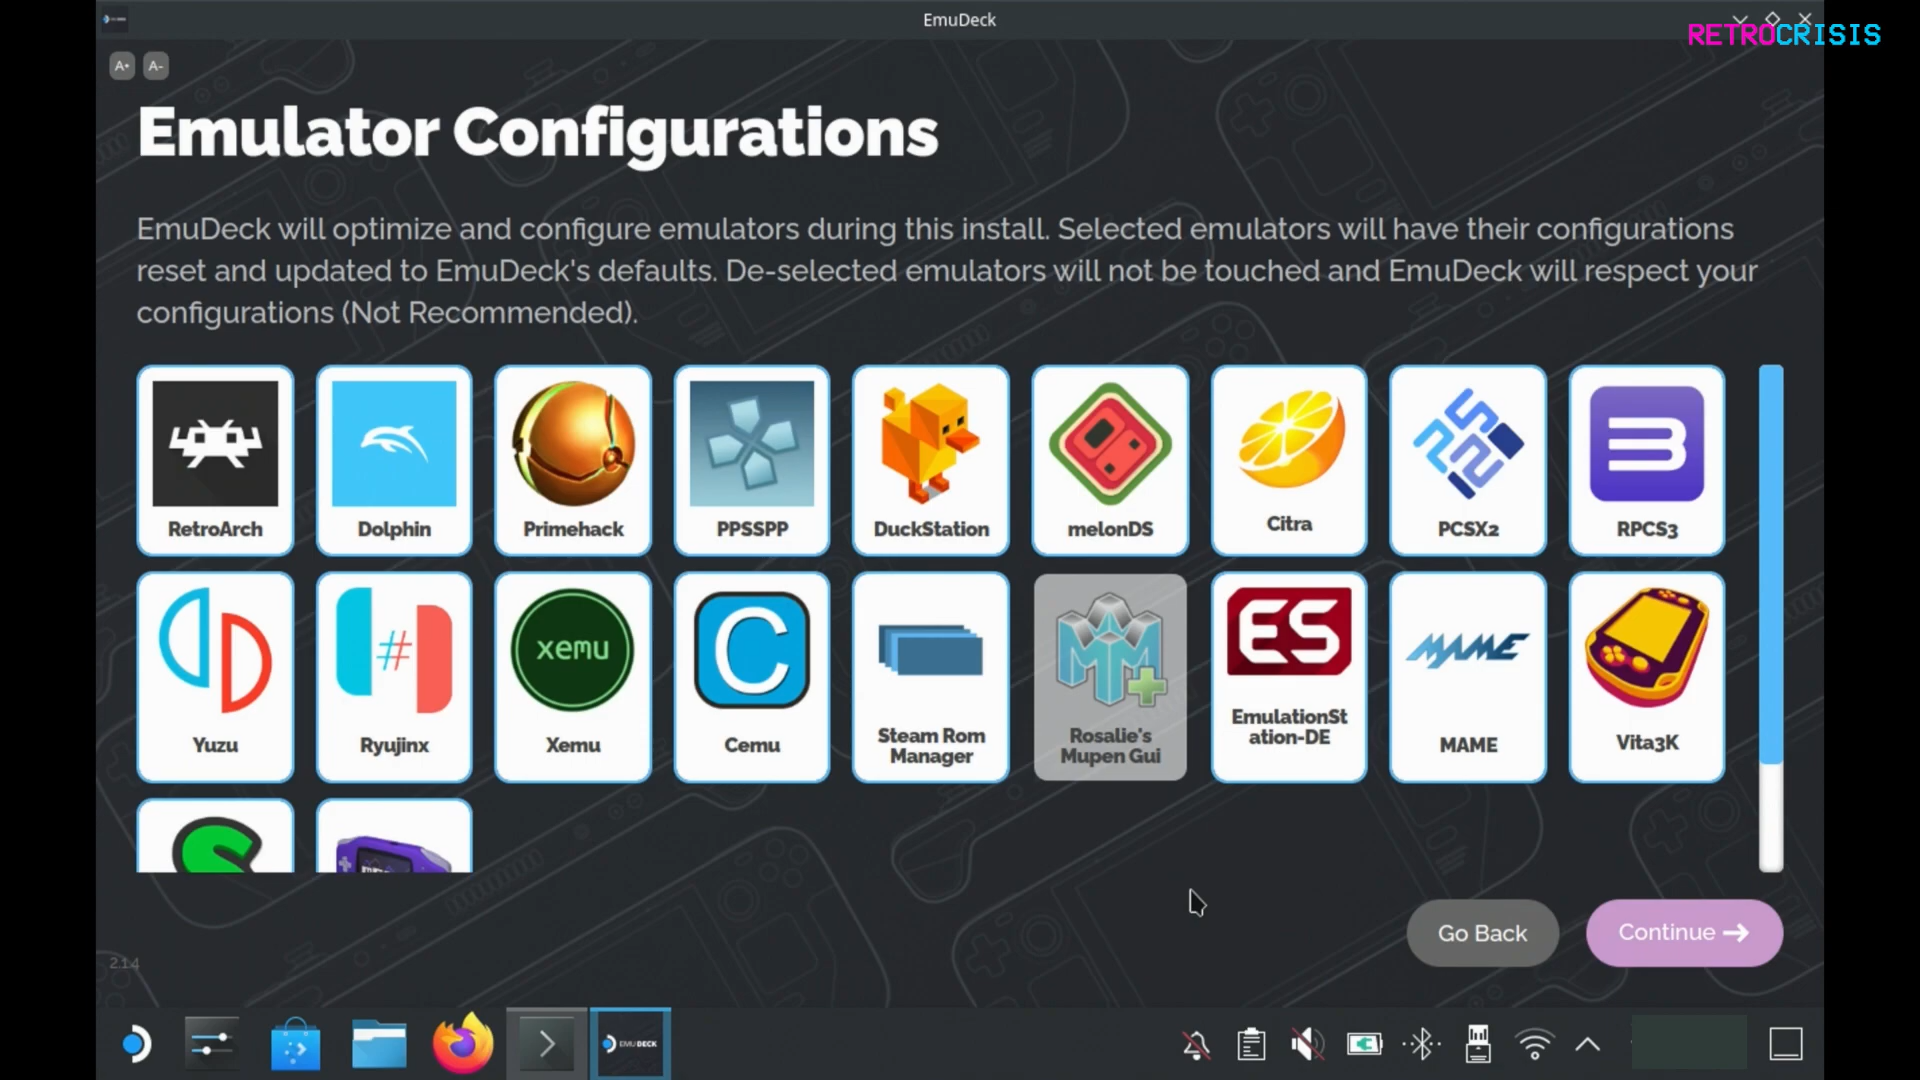 EmuDeck
RETROCRISIS
A+ A-
Emulator Configurations
EmuDeck will optimize and configure emulators during this install. Selected emulators will have their configurations
reset and updated to EmuDeck's defaults. De-selected emulators will not be touched and EmuDeck will respect your
configurations (Not Recommended).
RetroArch
Dolphin
Primehack
PPSSPP
DuckStation
melonDS
Citra
PCSX2
RPCS3
Yuzu
#
Ryujinx
xemu
Xemu
C
Cemu
Steam Rom
Manager
Rosalie's
Mupen Gui
ES
EmulationSt
ation-DE
MAME
MAME
Vita3K
S
Go Back
Continue
2.1.4
EMUDECK